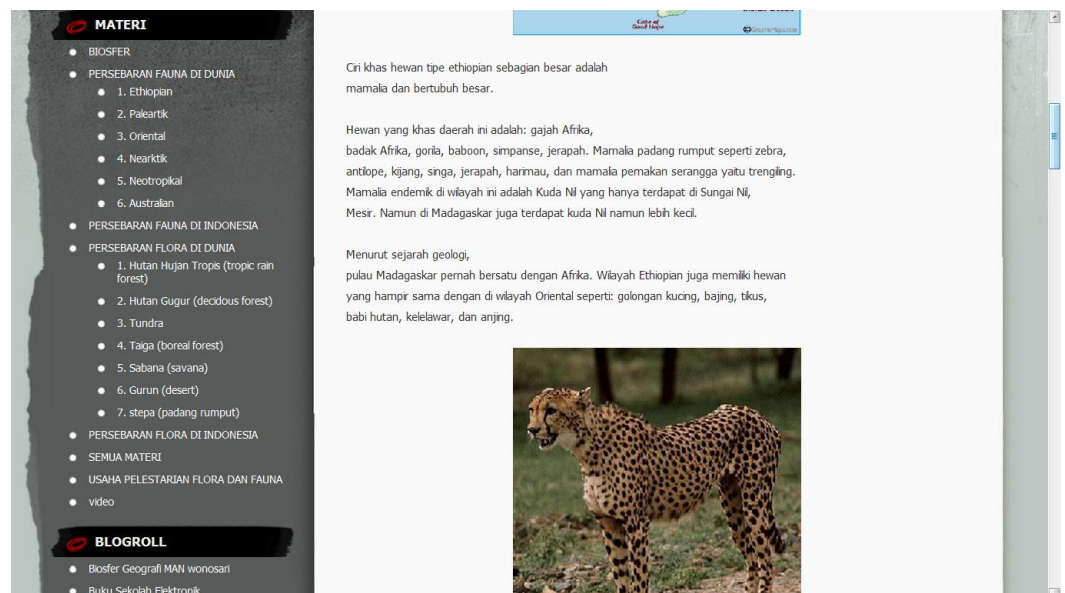 MATERI
BIOSFER
PERSEBARAN FAUNA DI DUNIA
1. Ethiopian
2. Paleartik
3. Oriental
4. Nearktik
5. Neotropikal
6. Australian
PERSEBARAN FAUNA DI INDONESIA
PERSEBARAN FLORA DI DUNIA
1. Hutan Hujan Tropis (tropic rain
forest)
2. Hutan Gugur (decidous forest)
3. Tundra
4. Taiga (boreal forest)
5. Sabana (savana)
6. Gurun (desert)
7. stepa (padang rumput)
PERSEBARAN FLORA DI INDONESIA
SEMUA MATERI
USAHA PELESTARIAN FLORA DAN FAUNA
video
BLOGROLL
Biosfer Geografi MAN wonosari
Buku Sekolah Elektronik
Cape of
Good Hope
Ciri khas hewan tipe ethiopian sebagian besar adalah
mamalia dan bertubuh besar.
Hewan yang khas daerah ini adalah: gajah Afrika,
badak Afrika, gorila, baboon, simpanse, jerapah. Mamalia padang rumput seperti zebra,
antilope, kijang, singa, jerapah, harimau, dan mamalia pemakan serangga yaitu trengiling.
Mamalia endemik di wilayah ini adalah Kuda Nil yang hanya terdapat di Sungai Nil,
Mesir. Namun di Madagaskar juga terdapat kuda Nil namun lebih kecil.
Menurut sejarah geologi,
pulau Madagaskar pernah bersatu dengan Afrika. Wilayah Ethiopian juga memiliki hewan
yang hampir sama dengan di wilayah Oriental seperti: golongan kucing, bajing, tikus,
babi hutan, kelelawar, dan anjing.